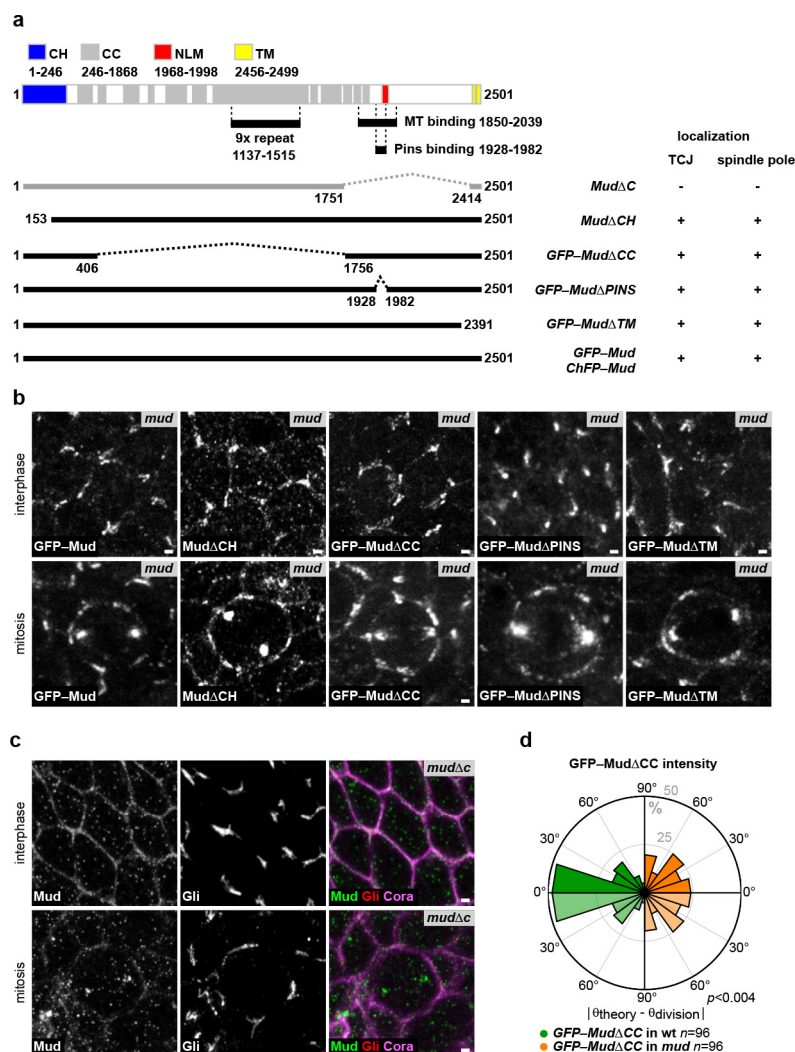 a
CH CC NLM TM
1-246 246-1868 1968-1998 2456-2499
1 2501
MT binding 1850-2039
9x repeat
1137-1515
Pins binding 1928-1982
localization
TCJ spindle pole
1 1751 2414 2501 MudΔC - -
153 2501 MudΔCH + +
1 406 1756 2501 GFP–MudΔCC + +
1 1928 1982 2501 GFP–MudΔPINS + +
1 2391 GFP–MudΔTM + +
1 2501 GFP–Mud + +
ChFP–Mud
b
interphase
mud mud mud mud mud
GFP–Mud MudΔCH GFP–MudΔCC GFP–MudΔPINS GFP–MudΔTM
mitosis
mud mud mud mud mud
GFP–Mud MudΔCH GFP–MudΔCC GFP–MudΔPINS GFP–MudΔTM
c
interphase
mudΔc
Mud Gli Mud Gli Cora
mitosis
mudΔc
Mud Gli Mud Gli Cora
d
GFP–MudΔCC intensity
90° 50
%
60° 60°
25
30° 30°
0° 0°
30° 30°
60° 60°
90°
p<0.004
|θtheory - θdivision|
GFP–MudΔCC in wt n=96
GFP–MudΔCC in mud n=96